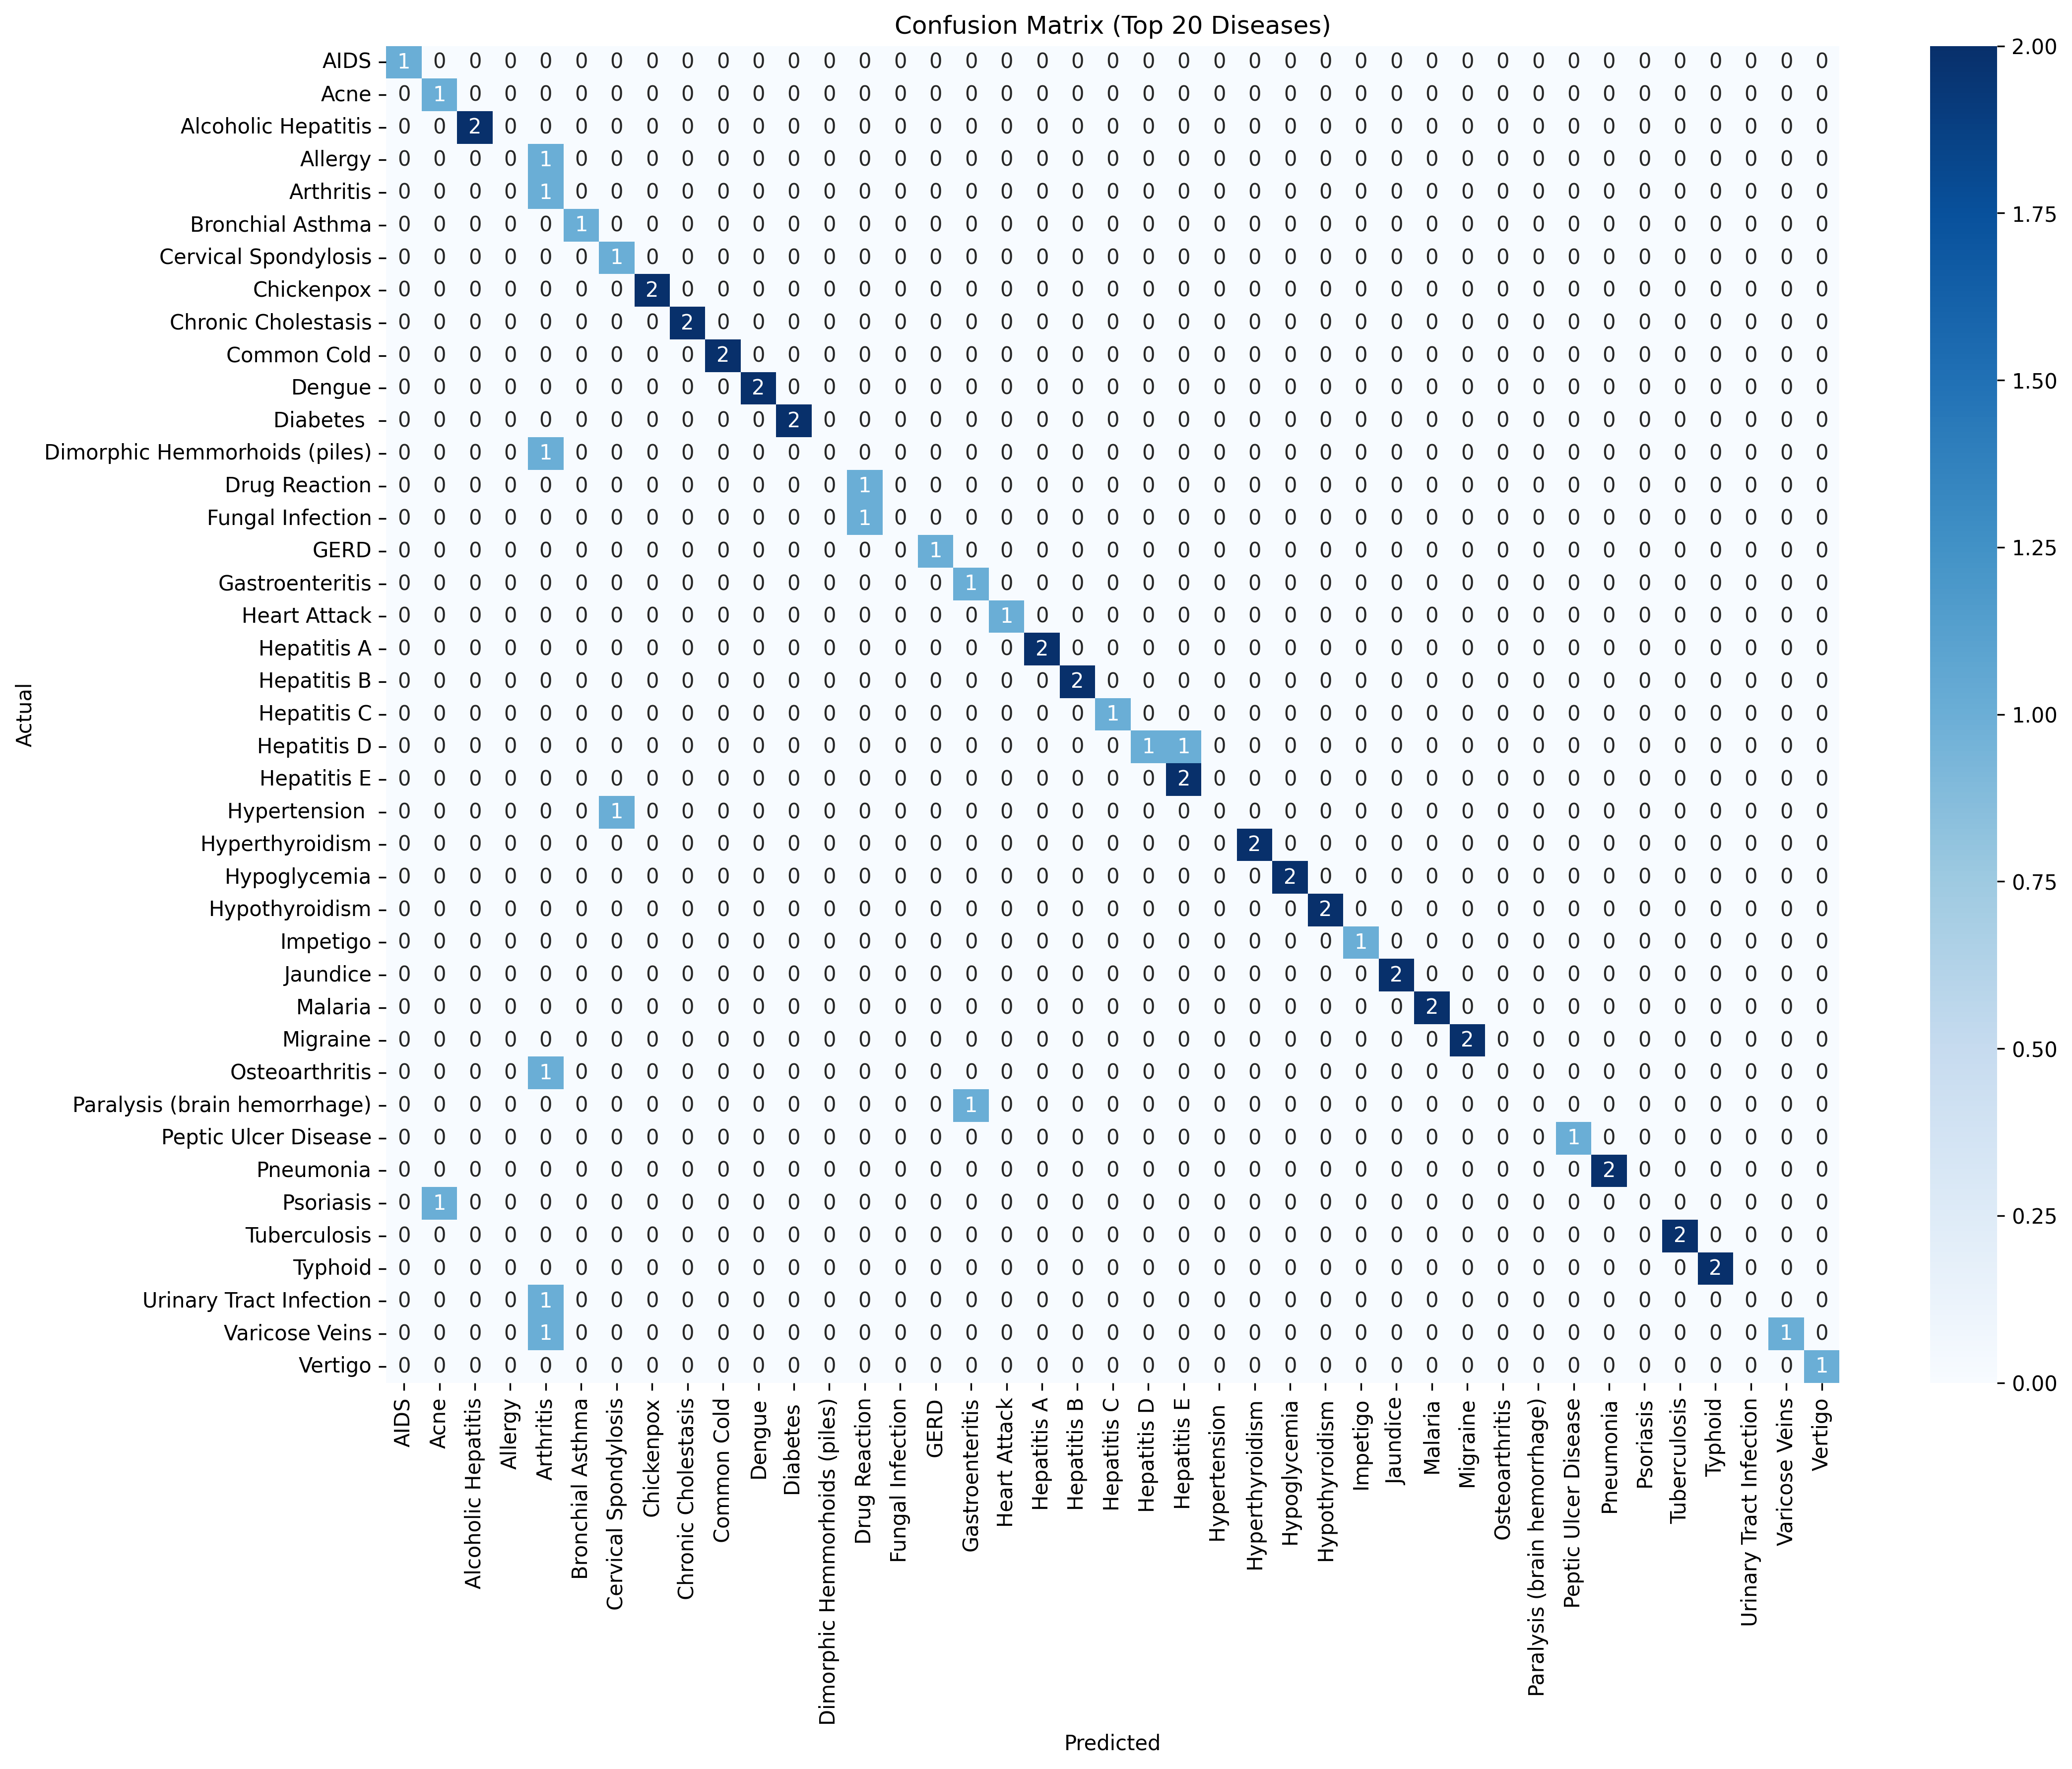 Confusion Matrix (Top 20 Diseases)
AIDS 1 0 0 0 0 0 0 0 0 0 0 0 0 0 0 0 0 0 0 0 0 0 0 0 0 0 0 0 0 0 0 0 0 0 0 0 0 0 0 0 0
Acne 0 1 0 0 0 0 0 0 0 0 0 0 0 0 0 0 0 0 0 0 0 0 0 0 0 0 0 0 0 0 0 0 0 0 0 0 0 0 0 0 0
Alcoholic Hepatitis 0 0 2 0 0 0 0 0 0 0 0 0 0 0 0 0 0 0 0 0 0 0 0 0 0 0 0 0 0 0 0 0 0 0 0 0 0 0 0 0 0
Allergy 0 0 0 0 1 0 0 0 0 0 0 0 0 0 0 0 0 0 0 0 0 0 0 0 0 0 0 0 0 0 0 0 0 0 0 0 0 0 0 0 0
Arthritis 0 0 0 0 1 0 0 0 0 0 0 0 0 0 0 0 0 0 0 0 0 0 0 0 0 0 0 0 0 0 0 0 0 0 0 0 0 0 0 0 0
Bronchial Asthma 0 0 0 0 0 1 0 0 0 0 0 0 0 0 0 0 0 0 0 0 0 0 0 0 0 0 0 0 0 0 0 0 0 0 0 0 0 0 0 0 0
Cervical Spondylosis 0 0 0 0 0 0 1 0 0 0 0 0 0 0 0 0 0 0 0 0 0 0 0 0 0 0 0 0 0 0 0 0 0 0 0 0 0 0 0 0 0
Chickenpox 0 0 0 0 0 0 0 2 0 0 0 0 0 0 0 0 0 0 0 0 0 0 0 0 0 0 0 0 0 0 0 0 0 0 0 0 0 0 0 0 0
Chronic Cholestasis 0 0 0 0 0 0 0 0 2 0 0 0 0 0 0 0 0 0 0 0 0 0 0 0 0 0 0 0 0 0 0 0 0 0 0 0 0 0 0 0 0
Common Cold 0 0 0 0 0 0 0 0 0 2 0 0 0 0 0 0 0 0 0 0 0 0 0 0 0 0 0 0 0 0 0 0 0 0 0 0 0 0 0 0 0
Dengue 0 0 0 0 0 0 0 0 0 0 2 0 0 0 0 0 0 0 0 0 0 0 0 0 0 0 0 0 0 0 0 0 0 0 0 0 0 0 0 0 0
Diabetes 0 0 0 0 0 0 0 0 0 0 0 2 0 0 0 0 0 0 0 0 0 0 0 0 0 0 0 0 0 0 0 0 0 0 0 0 0 0 0 0 0
Dimorphic Hemmorhoids (piles) 0 0 0 0 1 0 0 0 0 0 0 0 0 0 0 0 0 0 0 0 0 0 0 0 0 0 0 0 0 0 0 0 0 0 0 0 0 0 0 0 0
Drug Reaction 0 0 0 0 0 0 0 0 0 0 0 0 0 1 0 0 0 0 0 0 0 0 0 0 0 0 0 0 0 0 0 0 0 0 0 0 0 0 0 0 0
Fungal Infection 0 0 0 0 0 0 0 0 0 0 0 0 0 1 0 0 0 0 0 0 0 0 0 0 0 0 0 0 0 0 0 0 0 0 0 0 0 0 0 0 0
GERD 0 0 0 0 0 0 0 0 0 0 0 0 0 0 0 1 0 0 0 0 0 0 0 0 0 0 0 0 0 0 0 0 0 0 0 0 0 0 0 0 0
Gastroenteritis 0 0 0 0 0 0 0 0 0 0 0 0 0 0 0 0 1 0 0 0 0 0 0 0 0 0 0 0 0 0 0 0 0 0 0 0 0 0 0 0 0
Heart Attack 0 0 0 0 0 0 0 0 0 0 0 0 0 0 0 0 0 1 0 0 0 0 0 0 0 0 0 0 0 0 0 0 0 0 0 0 0 0 0 0 0
Hepatitis A 0 0 0 0 0 0 0 0 0 0 0 0 0 0 0 0 0 0 2 0 0 0 0 0 0 0 0 0 0 0 0 0 0 0 0 0 0 0 0 0 0
Hepatitis B 0 0 0 0 0 0 0 0 0 0 0 0 0 0 0 0 0 0 0 2 0 0 0 0 0 0 0 0 0 0 0 0 0 0 0 0 0 0 0 0 0
Hepatitis C 0 0 0 0 0 0 0 0 0 0 0 0 0 0 0 0 0 0 0 0 1 0 0 0 0 0 0 0 0 0 0 0 0 0 0 0 0 0 0 0 0
Hepatitis D 0 0 0 0 0 0 0 0 0 0 0 0 0 0 0 0 0 0 0 0 0 1 1 0 0 0 0 0 0 0 0 0 0 0 0 0 0 0 0 0 0
Hepatitis E 0 0 0 0 0 0 0 0 0 0 0 0 0 0 0 0 0 0 0 0 0 0 2 0 0 0 0 0 0 0 0 0 0 0 0 0 0 0 0 0 0
Hypertension 0 0 0 0 0 0 1 0 0 0 0 0 0 0 0 0 0 0 0 0 0 0 0 0 0 0 0 0 0 0 0 0 0 0 0 0 0 0 0 0 0
Hyperthyroidism 0 0 0 0 0 0 0 0 0 0 0 0 0 0 0 0 0 0 0 0 0 0 0 0 2 0 0 0 0 0 0 0 0 0 0 0 0 0 0 0 0
Hypoglycemia 0 0 0 0 0 0 0 0 0 0 0 0 0 0 0 0 0 0 0 0 0 0 0 0 0 2 0 0 0 0 0 0 0 0 0 0 0 0 0 0 0
Hypothyroidism 0 0 0 0 0 0 0 0 0 0 0 0 0 0 0 0 0 0 0 0 0 0 0 0 0 0 2 0 0 0 0 0 0 0 0 0 0 0 0 0 0
Impetigo 0 0 0 0 0 0 0 0 0 0 0 0 0 0 0 0 0 0 0 0 0 0 0 0 0 0 0 1 0 0 0 0 0 0 0 0 0 0 0 0 0
Jaundice 0 0 0 0 0 0 0 0 0 0 0 0 0 0 0 0 0 0 0 0 0 0 0 0 0 0 0 0 2 0 0 0 0 0 0 0 0 0 0 0 0
Malaria 0 0 0 0 0 0 0 0 0 0 0 0 0 0 0 0 0 0 0 0 0 0 0 0 0 0 0 0 0 2 0 0 0 0 0 0 0 0 0 0 0
Migraine 0 0 0 0 0 0 0 0 0 0 0 0 0 0 0 0 0 0 0 0 0 0 0 0 0 0 0 0 0 0 2 0 0 0 0 0 0 0 0 0 0
Osteoarthritis 0 0 0 0 1 0 0 0 0 0 0 0 0 0 0 0 0 0 0 0 0 0 0 0 0 0 0 0 0 0 0 0 0 0 0 0 0 0 0 0 0
Paralysis (brain hemorrhage) 0 0 0 0 0 0 0 0 0 0 0 0 0 0 0 0 1 0 0 0 0 0 0 0 0 0 0 0 0 0 0 0 0 0 0 0 0 0 0 0 0
Peptic Ulcer Disease 0 0 0 0 0 0 0 0 0 0 0 0 0 0 0 0 0 0 0 0 0 0 0 0 0 0 0 0 0 0 0 0 0 1 0 0 0 0 0 0 0
Pneumonia 0 0 0 0 0 0 0 0 0 0 0 0 0 0 0 0 0 0 0 0 0 0 0 0 0 0 0 0 0 0 0 0 0 0 2 0 0 0 0 0 0
Psoriasis 0 1 0 0 0 0 0 0 0 0 0 0 0 0 0 0 0 0 0 0 0 0 0 0 0 0 0 0 0 0 0 0 0 0 0 0 0 0 0 0 0
Tuberculosis 0 0 0 0 0 0 0 0 0 0 0 0 0 0 0 0 0 0 0 0 0 0 0 0 0 0 0 0 0 0 0 0 0 0 0 0 2 0 0 0 0
Typhoid 0 0 0 0 0 0 0 0 0 0 0 0 0 0 0 0 0 0 0 0 0 0 0 0 0 0 0 0 0 0 0 0 0 0 0 0 0 2 0 0 0
Urinary Tract Infection 0 0 0 0 1 0 0 0 0 0 0 0 0 0 0 0 0 0 0 0 0 0 0 0 0 0 0 0 0 0 0 0 0 0 0 0 0 0 0 0 0
Varicose Veins 0 0 0 0 1 0 0 0 0 0 0 0 0 0 0 0 0 0 0 0 0 0 0 0 0 0 0 0 0 0 0 0 0 0 0 0 0 0 0 1 0
Vertigo 0 0 0 0 0 0 0 0 0 0 0 0 0 0 0 0 0 0 0 0 0 0 0 0 0 0 0 0 0 0 0 0 0 0 0 0 0 0 0 0 1
Actual
AIDS
Acne
Alcoholic Hepatitis
Allergy
Arthritis
Bronchial Asthma
Cervical Spondylosis
Chickenpox
Chronic Cholestasis
Common Cold
Dengue
Diabetes
Dimorphic Hemmorhoids (piles)
Drug Reaction
Fungal Infection
GERD
Gastroenteritis
Heart Attack
Hepatitis A
Hepatitis B
Hepatitis C
Hepatitis D
Hepatitis E
Hypertension
Hyperthyroidism
Hypoglycemia
Hypothyroidism
Impetigo
Jaundice
Malaria
Migraine
Osteoarthritis
Paralysis (brain hemorrhage)
Peptic Ulcer Disease
Pneumonia
Psoriasis
Tuberculosis
Typhoid
Urinary Tract Infection
Varicose Veins
Vertigo
Predicted
2.00
1.75
1.50
1.25
1.00
0.75
0.50
0.25
0.00